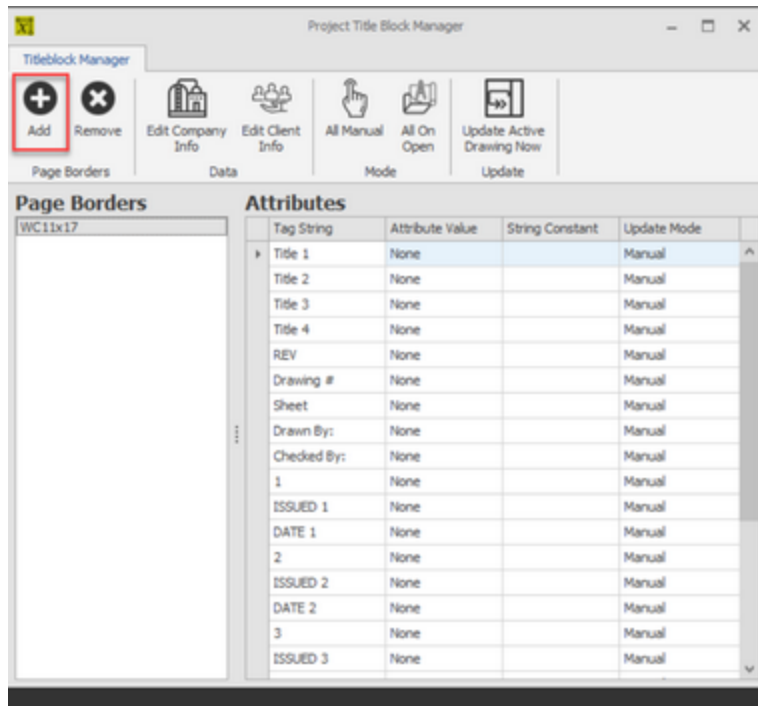 Project Title Block Manager
Titleblock Manager
Add
Remove
Edit Company Info
Edit Client Info
All Manual
All On Open
Update Active Drawing Now
Page Borders
Data
Mode
Update
Page Borders
WC11x17
Attributes
Tag String Attribute Value String Constant Update Mode
Title 1 None Manual
Title 2 None Manual
Title 3 None Manual
Title 4 None Manual
REV None Manual
Drawing # None Manual
Sheet None Manual
Drawn By: None Manual
Checked By: None Manual
1 None Manual
ISSUED 1 None Manual
DATE 1 None Manual
2 None Manual
ISSUED 2 None Manual
DATE 2 None Manual
3 None Manual
ISSUED 3 None Manual